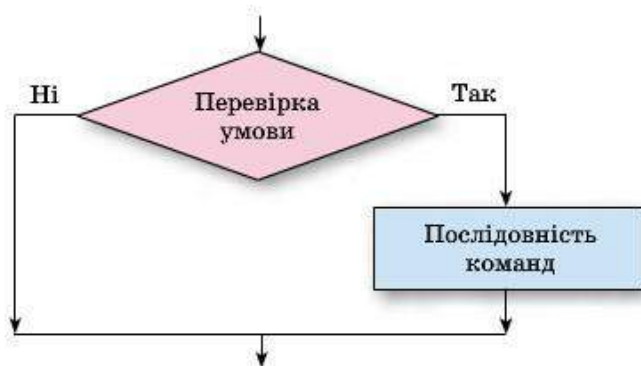 Ні
Перевірка
умови
Так
Послідовність
команд